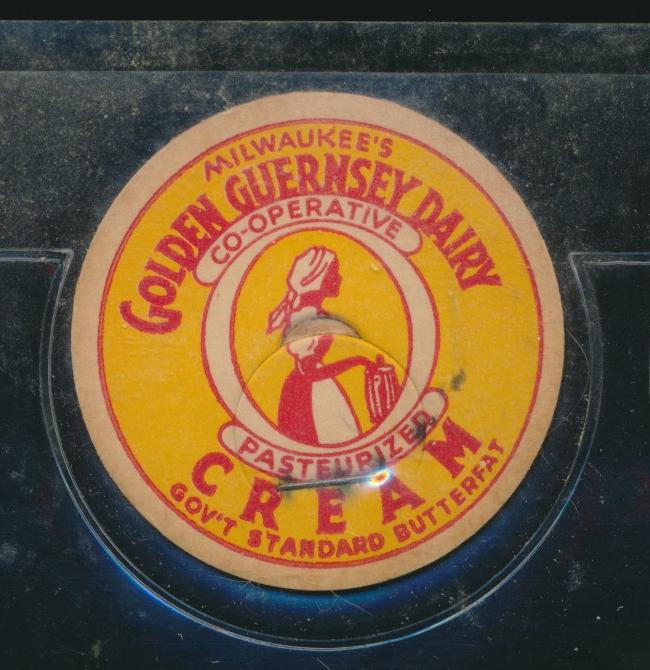 MILWAUKEE'S
GOLDEN GUERNSEY DAIRY
CO-OPERATIVE
PASTEURIZED
CREAM
GOV'T STANDARD BUTTERFAT